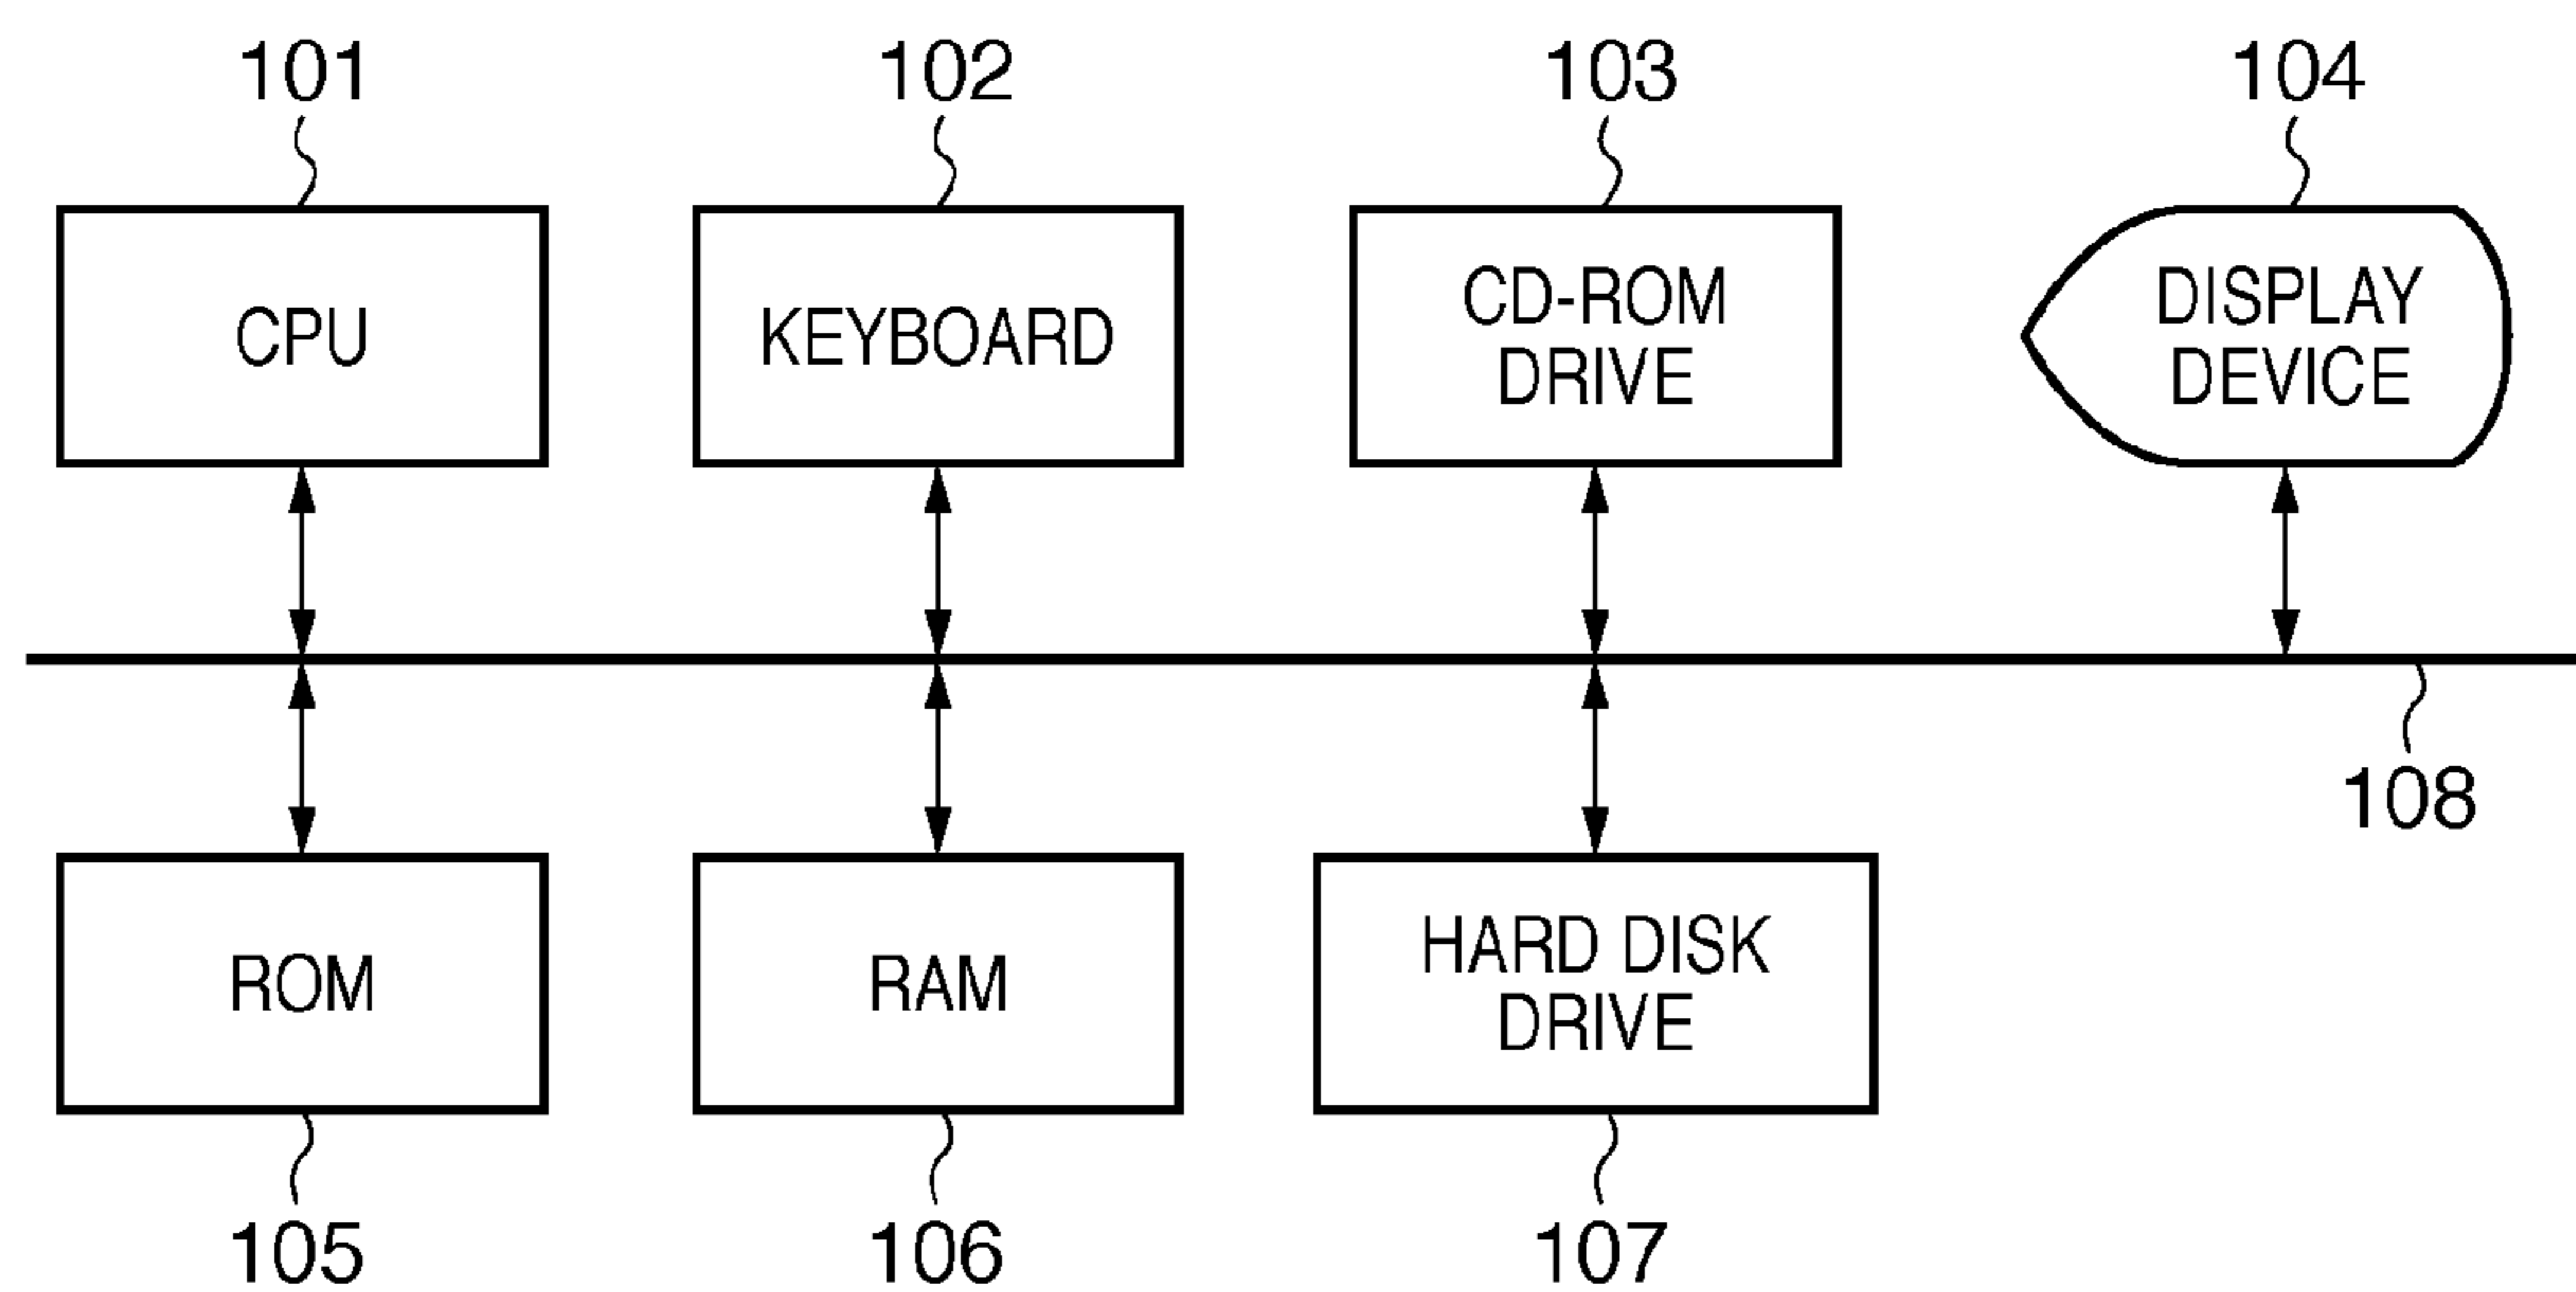 101 102 103 104
CPU KEYBOARD CD-ROM
DRIVE DISPLAY
DEVICE
108
ROM RAM HARD DISK
DRIVE
105 106 107